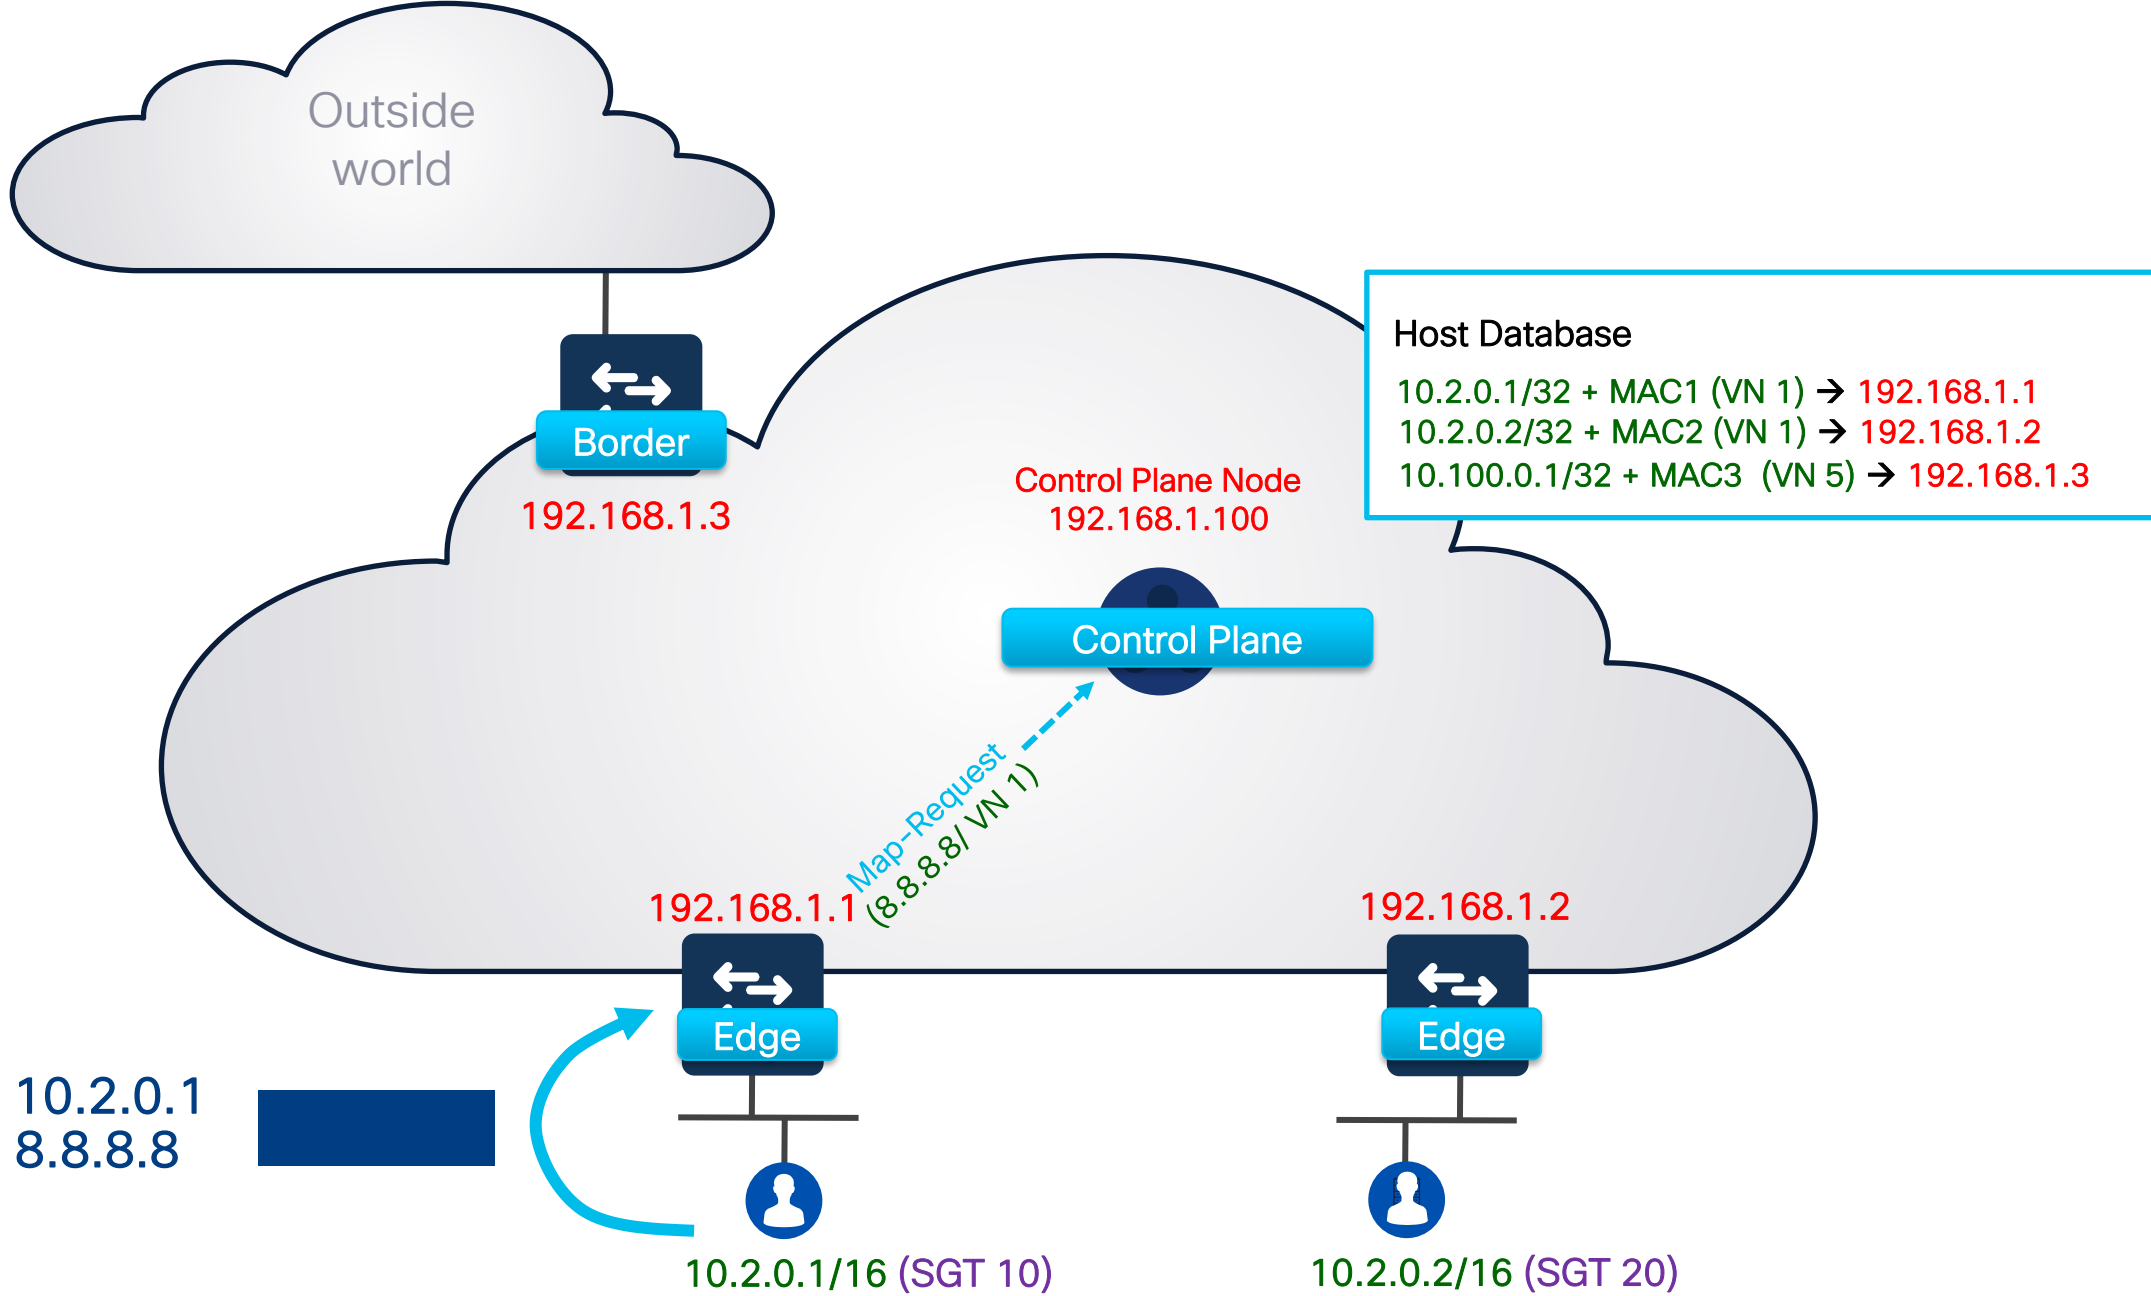 Outside
world
Host Database
10.2.0.1/32 + MAC1 (VN 1) → 192.168.1.1
10.2.0.2/32 + MAC2 (VN 1) → 192.168.1.2
10.100.0.1/32 + MAC3 (VN 5) → 192.168.1.3
Border
192.168.1.3
Control Plane Node
192.168.1.100
Control Plane
Map-Request
(8.8.8.8/ VN 1)
192.168.1.1
192.168.1.2
Edge
Edge
10.2.0.1
8.8.8.8
10.2.0.1/16 (SGT 10)
10.2.0.2/16 (SGT 20)